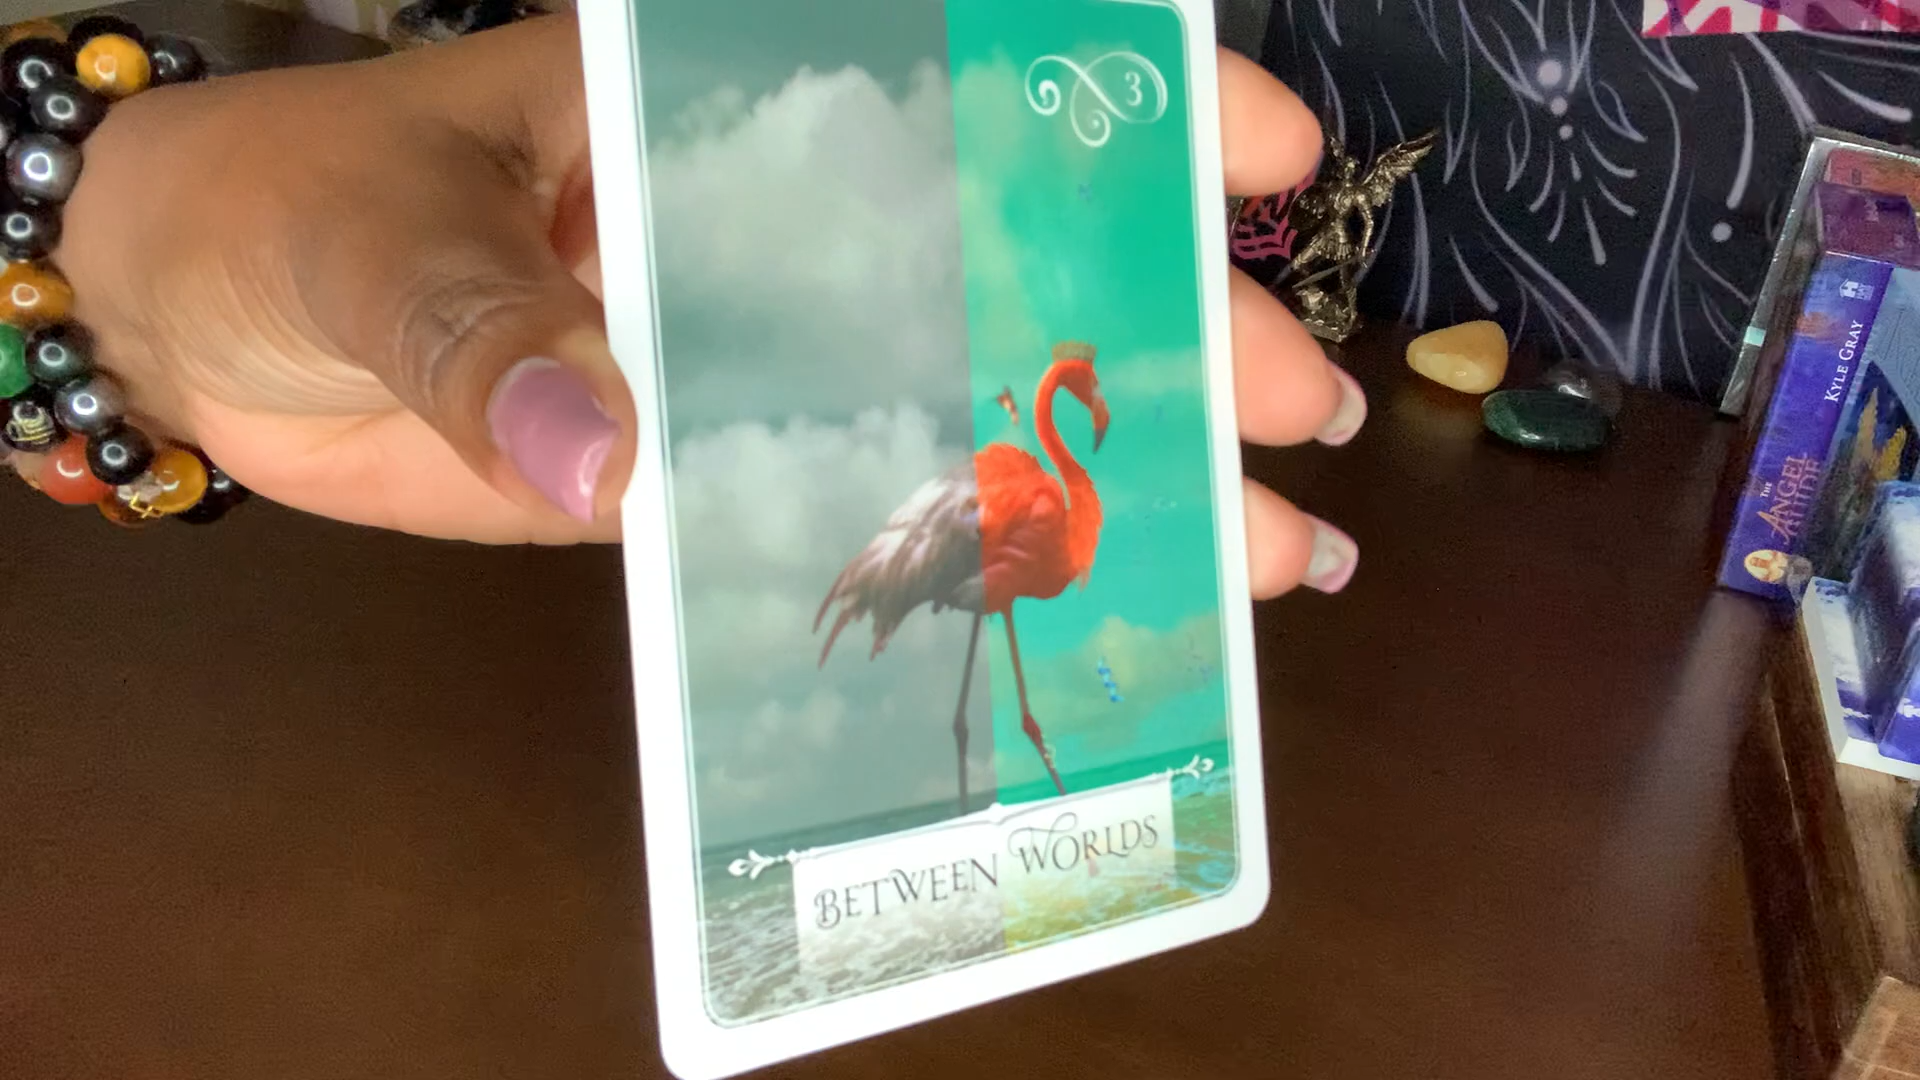 3
BETWEEN WORLDS
KYLE GRAY
THE
ANGEL
GUIDE